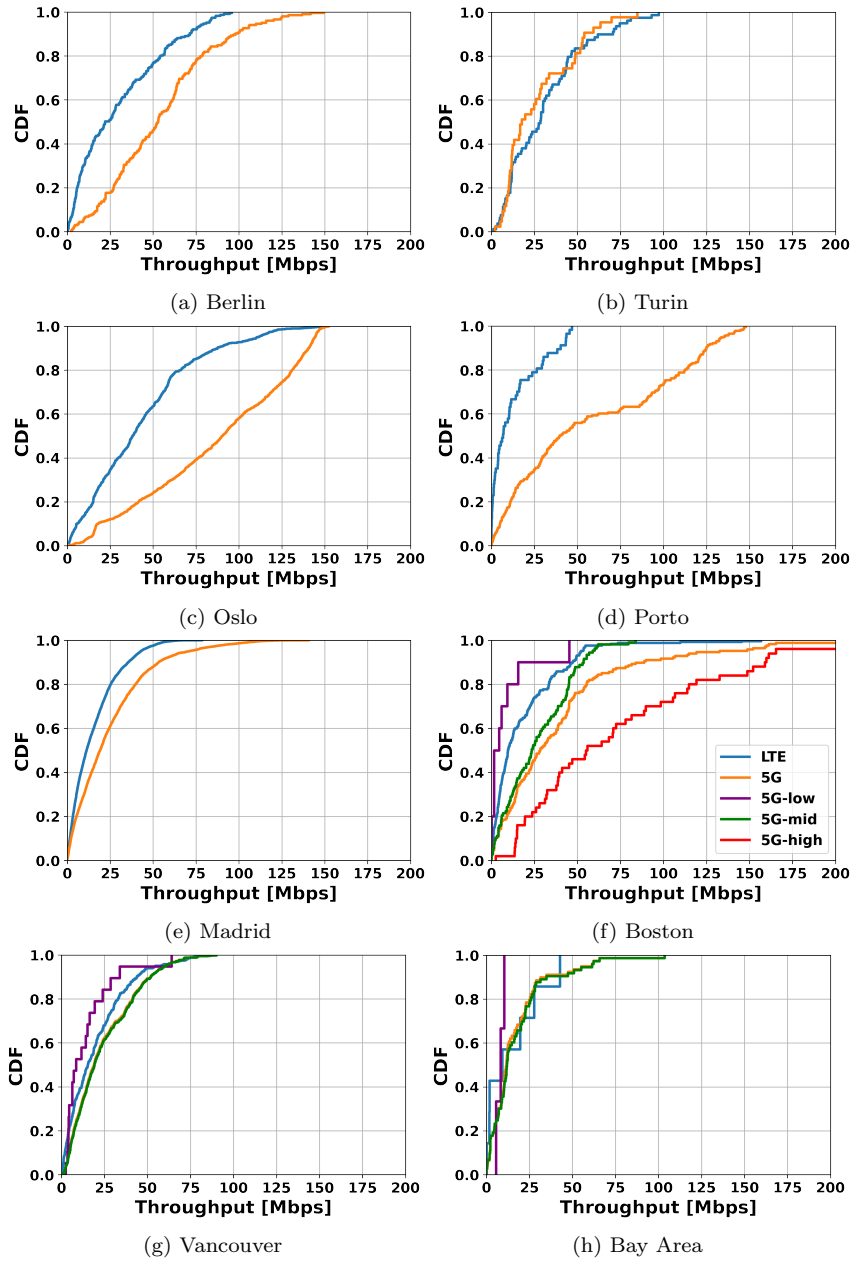 1.0
0.8
0.6
0.4
0.2
0.0
CDF
0 25 50 75 100 125 150 175 200
Throughput [Mbps]
(a) Berlin
1.0
0.8
0.6
0.4
0.2
0.0
CDF
0 25 50 75 100 125 150 175 200
Throughput [Mbps]
(b) Turin
1.0
0.8
0.6
0.4
0.2
0.0
CDF
0 25 50 75 100 125 150 175 200
Throughput [Mbps]
(c) Oslo
1.0
0.8
0.6
0.4
0.2
0.0
CDF
0 25 50 75 100 125 150 175 200
Throughput [Mbps]
(d) Porto
1.0
0.8
0.6
0.4
0.2
0.0
CDF
0 25 50 75 100 125 150 175 200
Throughput [Mbps]
(e) Madrid
1.0
0.8
0.6
0.4
0.2
0.0
CDF
LTE
5G
5G-low
5G-mid
5G-high
0 25 50 75 100 125 150 175 200
Throughput [Mbps]
(f) Boston
1.0
0.8
0.6
0.4
0.2
0.0
CDF
0 25 50 75 100 125 150 175 200
Throughput [Mbps]
(g) Vancouver
1.0
0.8
0.6
0.4
0.2
0.0
CDF
0 25 50 75 100 125 150 175 200
Throughput [Mbps]
(h) Bay Area